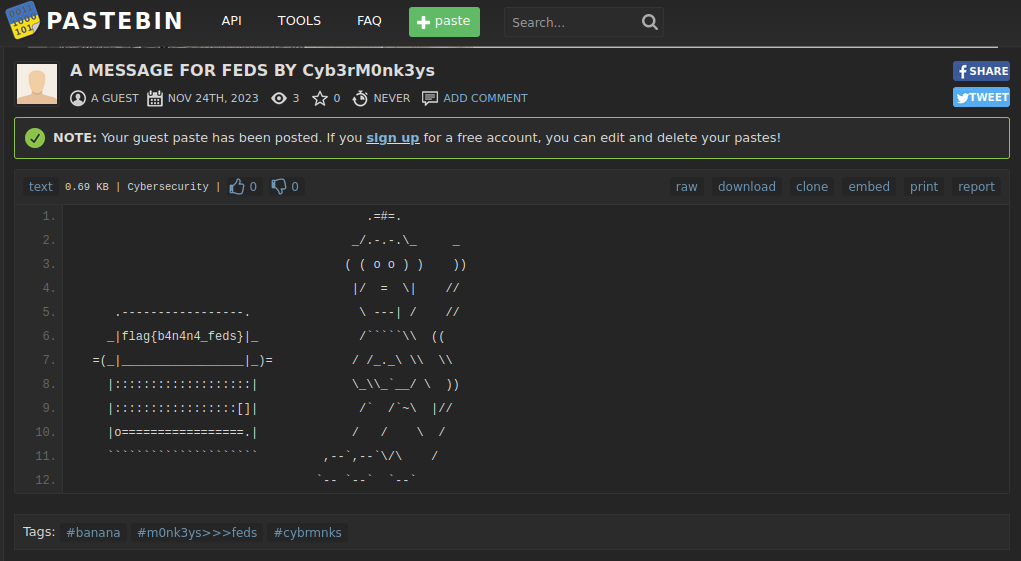 PASTEBIN API TOOLS FAQ + paste Search...
A MESSAGE FOR FEDS BY Cyb3rM0nk3ys
SHARE
A GUEST NOV 24TH, 2023 3 0 NEVER ADD COMMENT
TWEET
NOTE: Your guest paste has been posted. If you sign up for a free account, you can edit and delete your pastes!
text 0.69 KB | Cybersecurity | 0 0 raw download clone embed print report
1.                                          .=#=.
2.                                        _/.-.-.\_     _
3.                                       ( ( o o ) )    ))
4.                                        |/  =  \|    //
5.        .-----------------.               \ ---| /    //
6.       _|flag{b4n4n4_feds}|_              /`````\\  ((
7.     =(_|_________________|_)=           / /_._\ \\  \\
8.       |:::::::::::::::::::|             \_\\_`__/ \  ))
9.       |:::::::::::::::::[]|              /`  /`~\  |//
10.       |o=================.|             /   /    \  /
11.       `````````````````````         ,--`,--`\/\    /
12.                                    `-- `--`  `--`
Tags: #banana #m0nk3ys>>>feds #cybrmnks